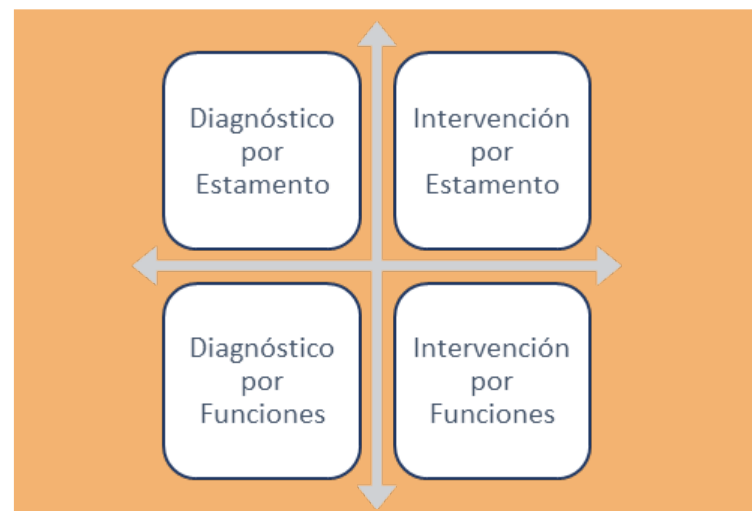 Diagnóstico
por
Estamento
Intervención
por
Estamento
Diagnóstico
por
Funciones
Intervención
por
Funciones